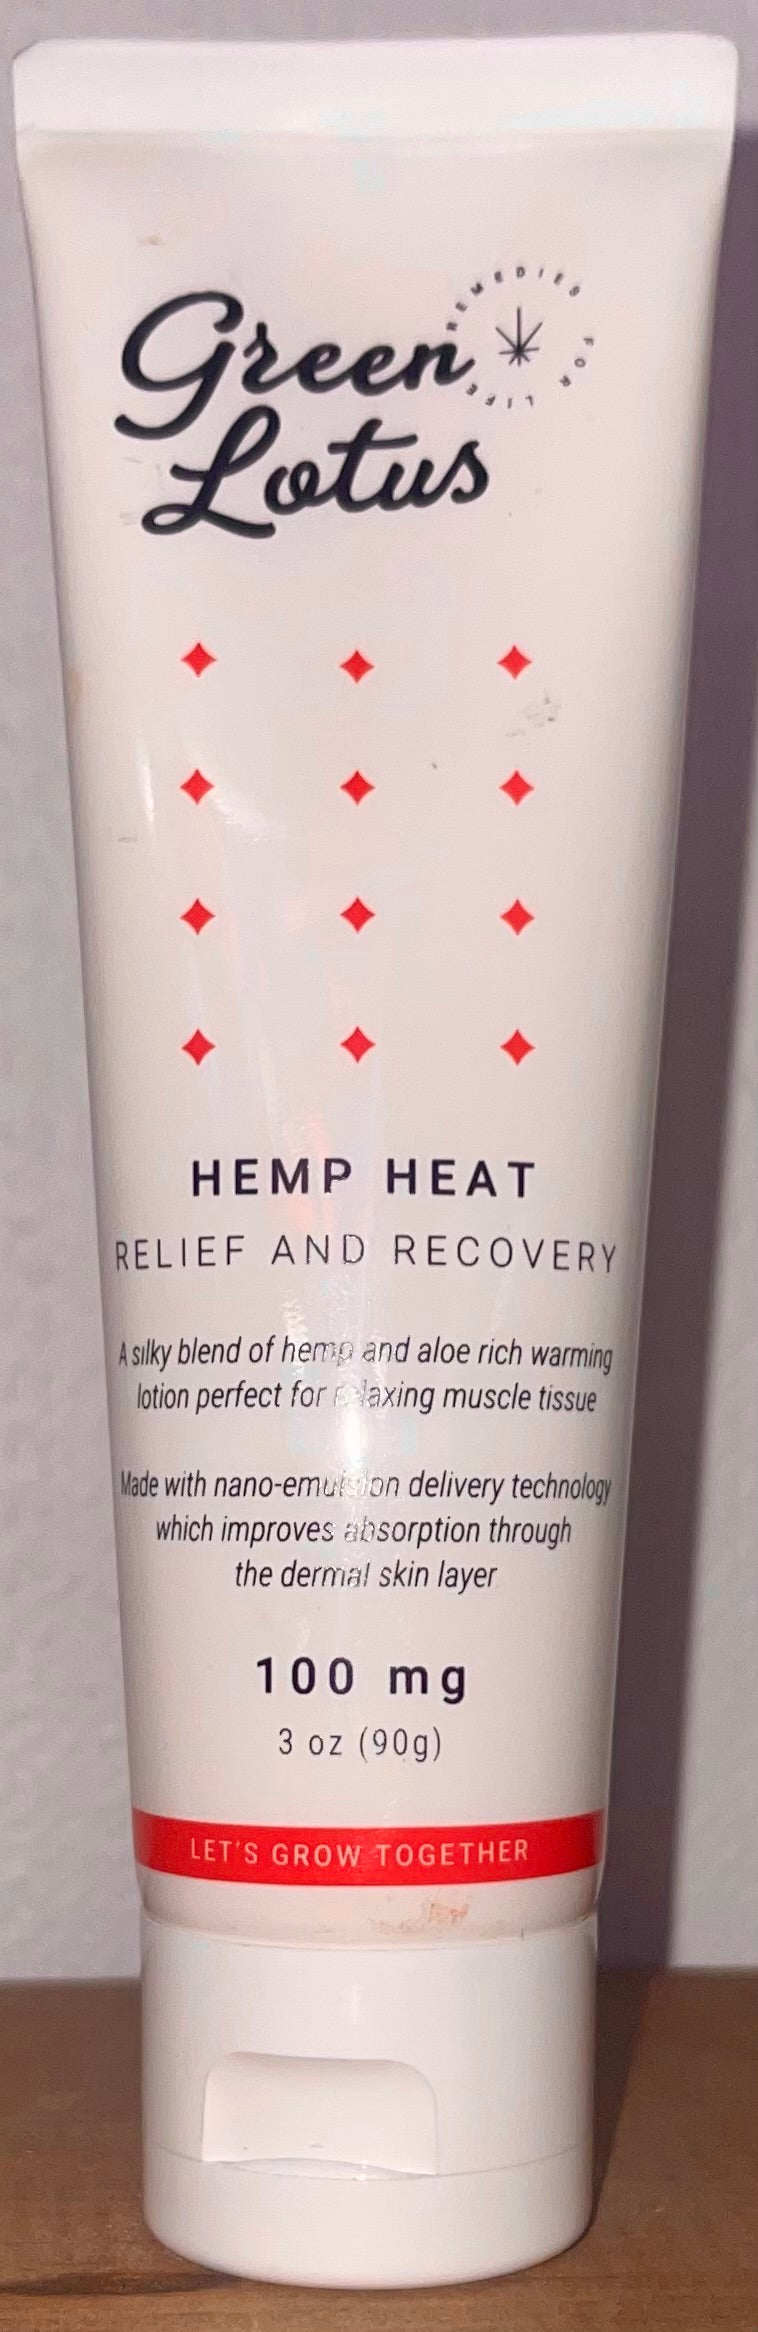 Green
Lotus
REMEDIES FOR LIFE
HEMP HEAT
RELIEF AND RECOVERY
A silky blend of hemp and aloe rich warming
lotion perfect for relaxing muscle tissue
Made with nano-emulsion delivery technology
which improves absorption through
the dermal skin layer
100 mg
3 oz (90g)
LET'S GROW TOGETHER